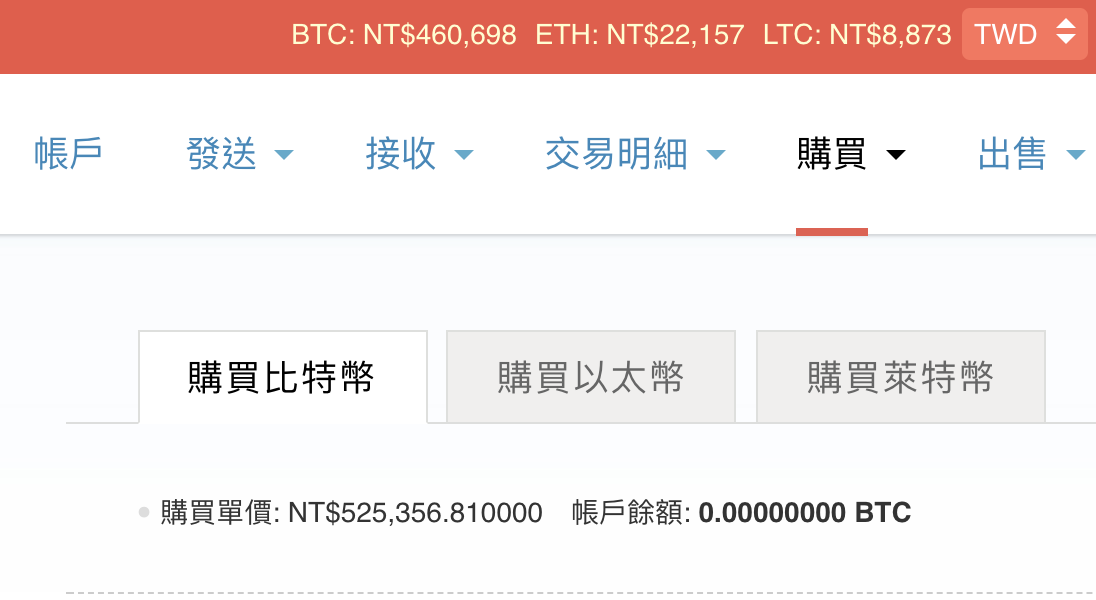 BTC: NT$460,698 ETH: NT$22,157 LTC: NT$8,873 TWD
帳戶 發送 接收 交易明細 購買 出售
購買比特幣 購買以太幣 購買萊特幣
購買單價: NT$525,356.810000 帳戶餘額: 0.00000000 BTC